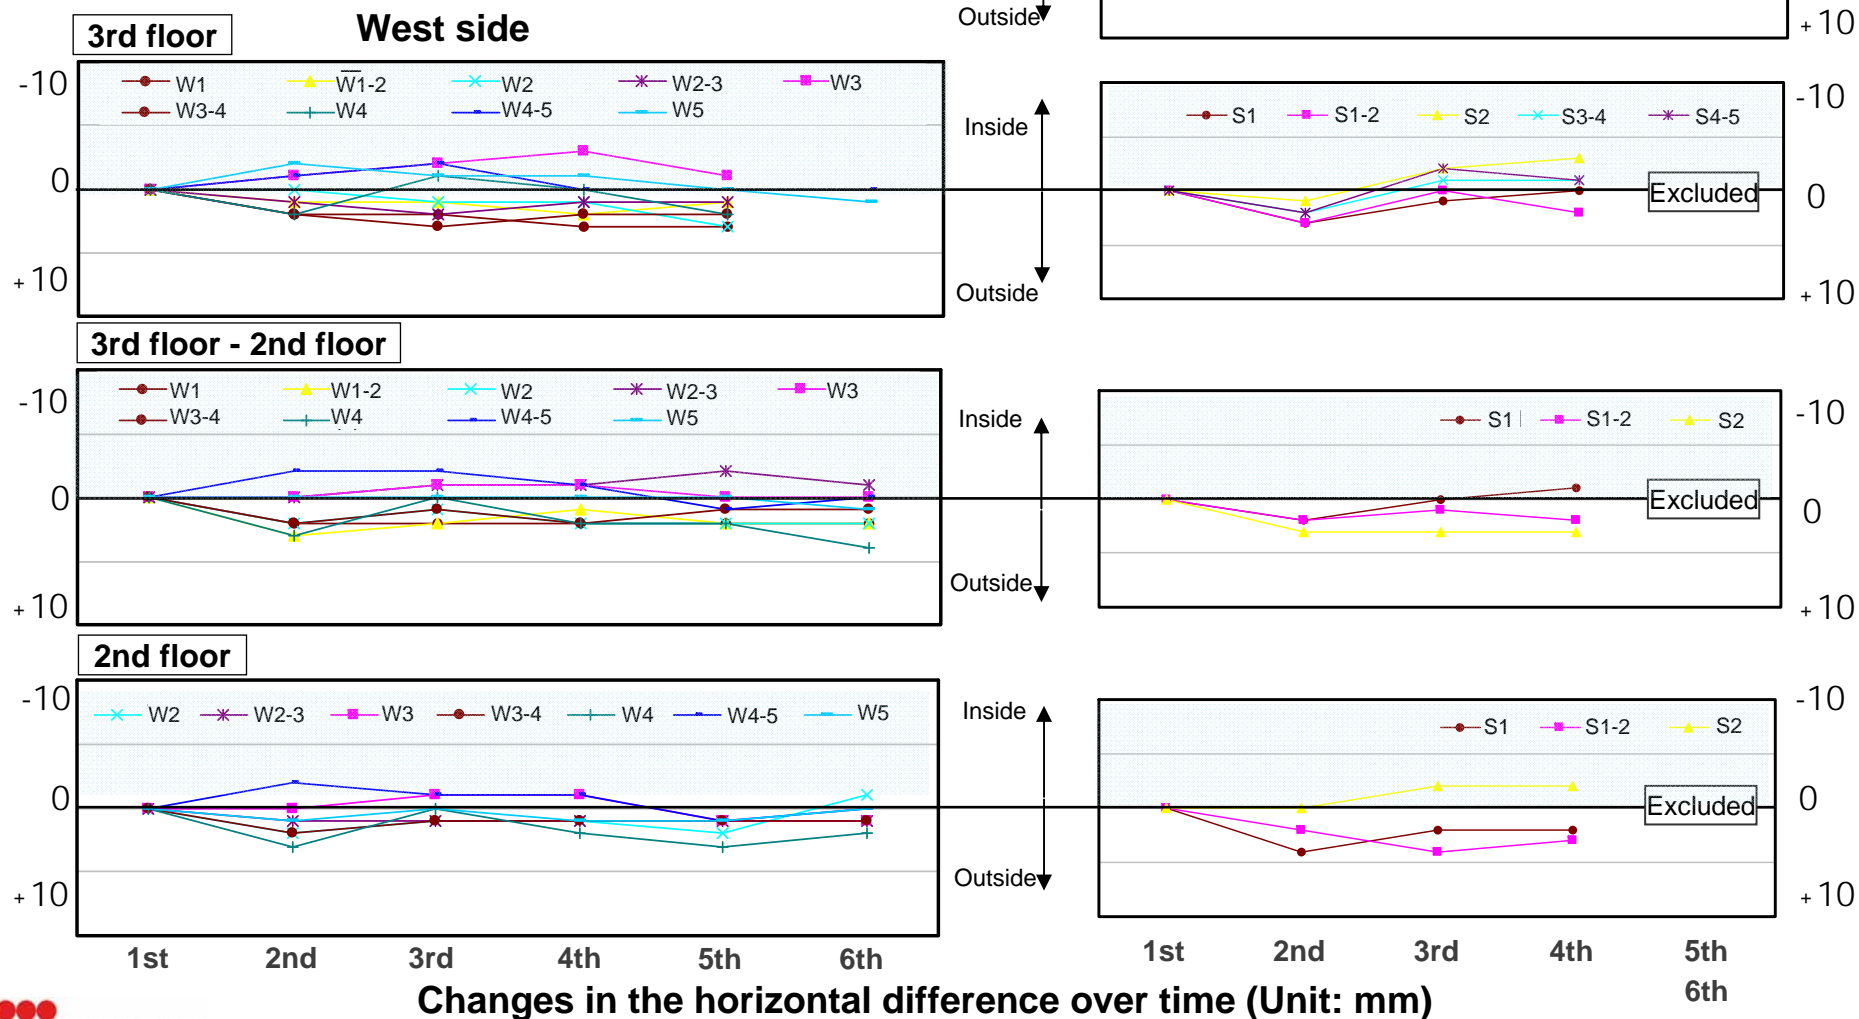 West side
Outside
+10
3rd floor
-10
W1 W1-2 W2 W2-3 W3
W3-4 W4 W4-5 W5
0
+10
Inside
Outside
S1 S1-2 S2 S3-4 S4-5
-10
Excluded
0
+10
3rd floor - 2nd floor
-10
W1 W1-2 W2 W2-3 W3
W3-4 W4 W4-5 W5
0
+10
Inside
Outside
S1 S1-2 S2
-10
Excluded
0
+10
2nd floor
-10
W2 W2-3 W3 W3-4 W4 W4-5 W5
0
+10
Inside
Outside
S1 S1-2 S2
-10
Excluded
0
+10
1st 2nd 3rd 4th 5th 6th
1st 2nd 3rd 4th 5th
6th
Changes in the horizontal difference over time (Unit: mm)